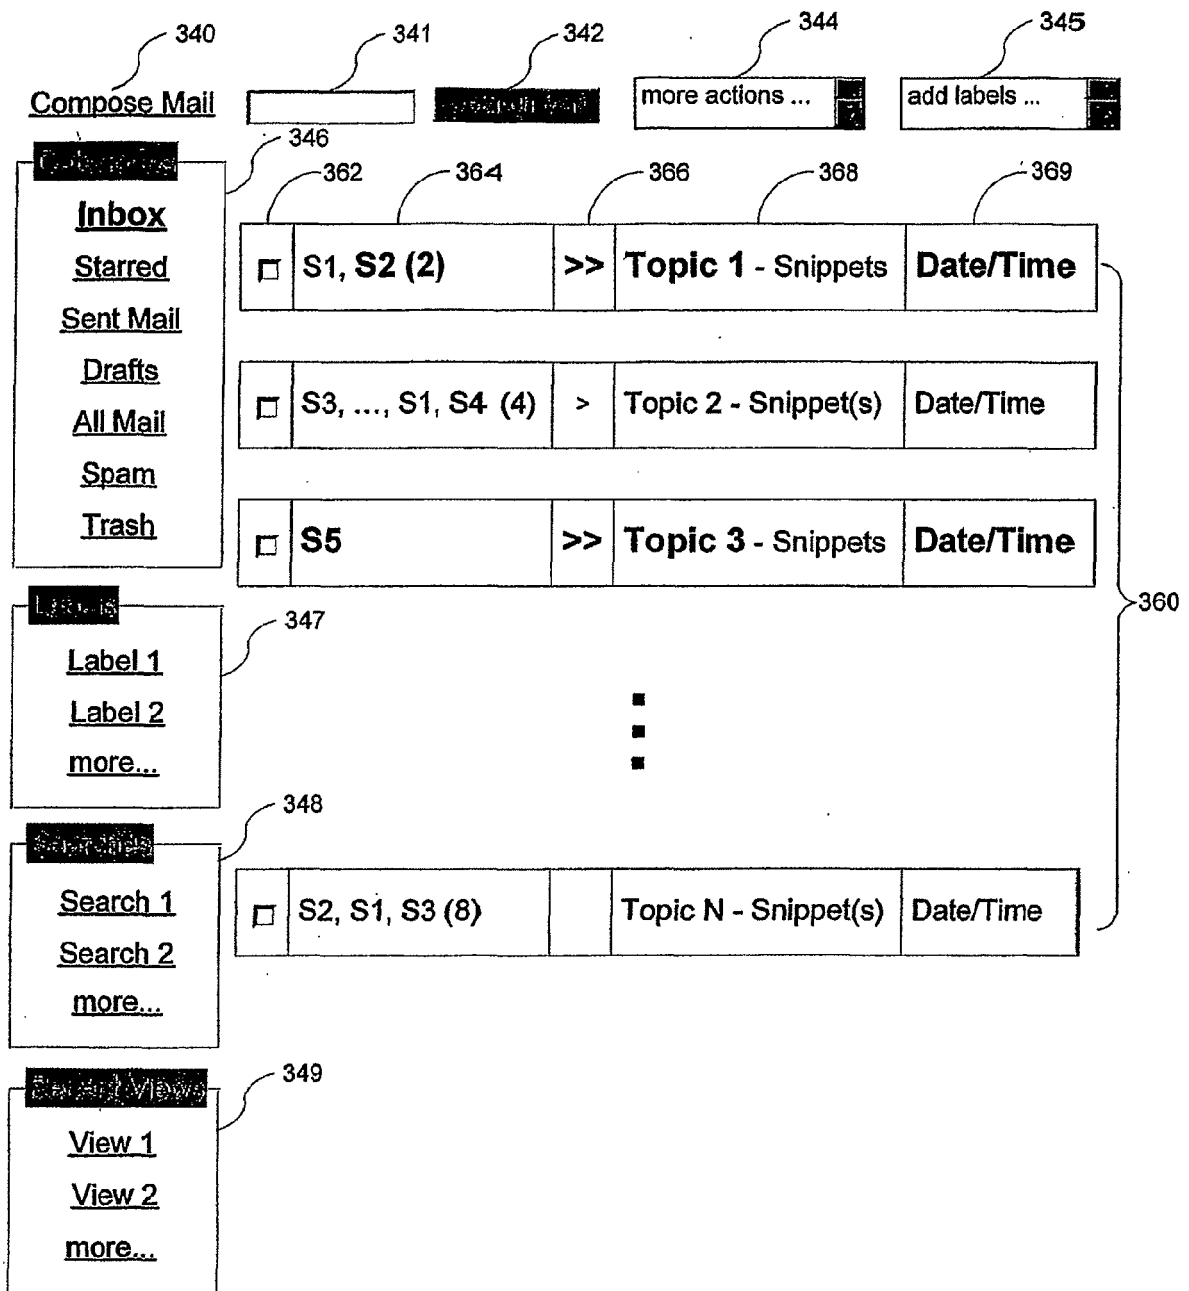 340
341
342
344
345
Compose Mail
more actions ...
add labels ...
346
Inbox
Starred
Sent Mail
Drafts
All Mail
Spam
Trash
362
364
366
368
369
S1, S2 (2) >> Topic 1 - Snippets Date/Time
S3, ..., S1, S4 (4) > Topic 2 - Snippet(s) Date/Time
S5 >> Topic 3 - Snippets Date/Time
360
347
Label 1
Label 2
more...
348
Searches
Search 1
Search 2
more...
S2, S1, S3 (8) Topic N - Snippet(s) Date/Time
349
Recent Views
View 1
View 2
more...